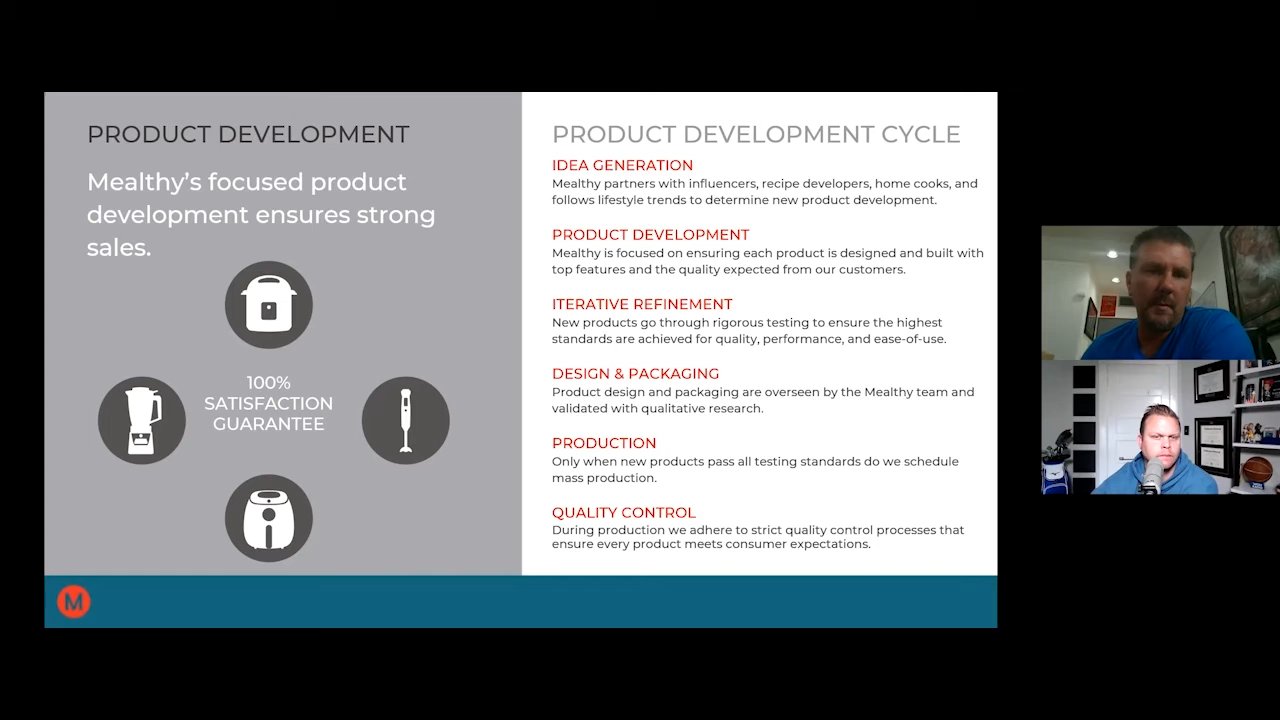 PRODUCT DEVELOPMENT
Mealthy's focused product
development ensures strong
sales.
100%
SATISFACTION
GUARANTEE
PRODUCT DEVELOPMENT CYCLE
IDEA GENERATION
Mealthy partners with influencers, recipe developers, home cooks, and
follows lifestyle trends to determine new product development.
PRODUCT DEVELOPMENT
Mealthy is focused on ensuring each product is designed and built with
top features and the quality expected from our customers.
ITERATIVE REFINEMENT
New products go through rigorous testing to ensure the highest
standards are achieved for quality, performance, and ease-of-use.
DESIGN & PACKAGING
Product design and packaging are overseen by the Mealthy team and
validated with qualitative research.
PRODUCTION
Only when new products pass all testing standards do we schedule
mass production.
QUALITY CONTROL
During production we adhere to strict quality control processes that
ensure every product meets consumer expectations.
M